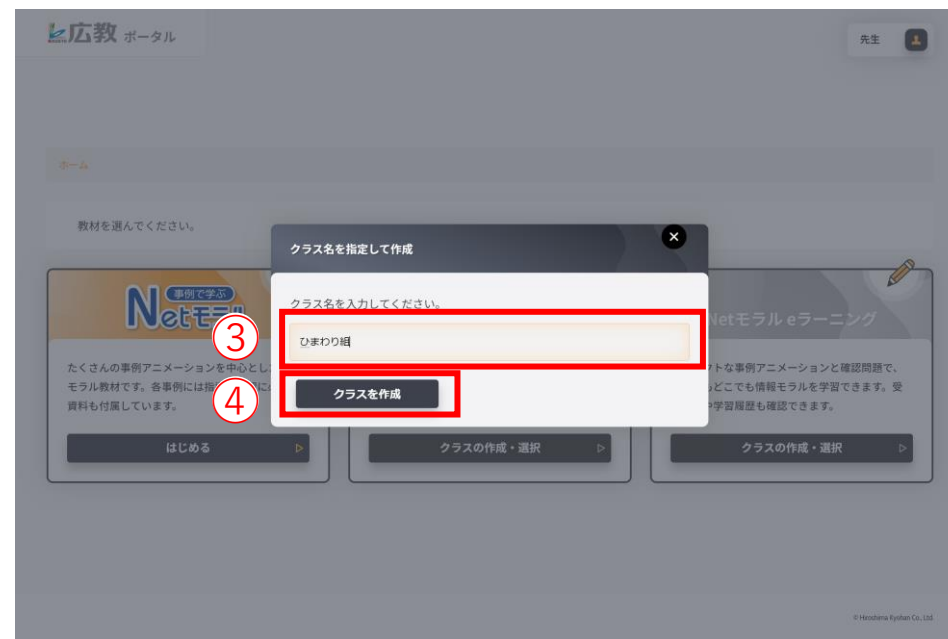 広教 ポータル
先生
ホーム
教材を選んでください。
クラス名を指定して作成
クラス名を入力してください。
③
ひまわり組
④
クラスを作成
事例で学ぶ
Netモラル
たくさんの事例アニメーションを中心とし
モラル教材です。各事例には指
資料も付属しています。
はじめる
クラスの作成・選択
Netモラル eラーニング
トな事例アニメーションと確認問題で、
どこでも情報モラルを学習できます。受
学習履歴も確認できます。
クラスの作成・選択
© Hiroshima Kyohan Co., Ltd.